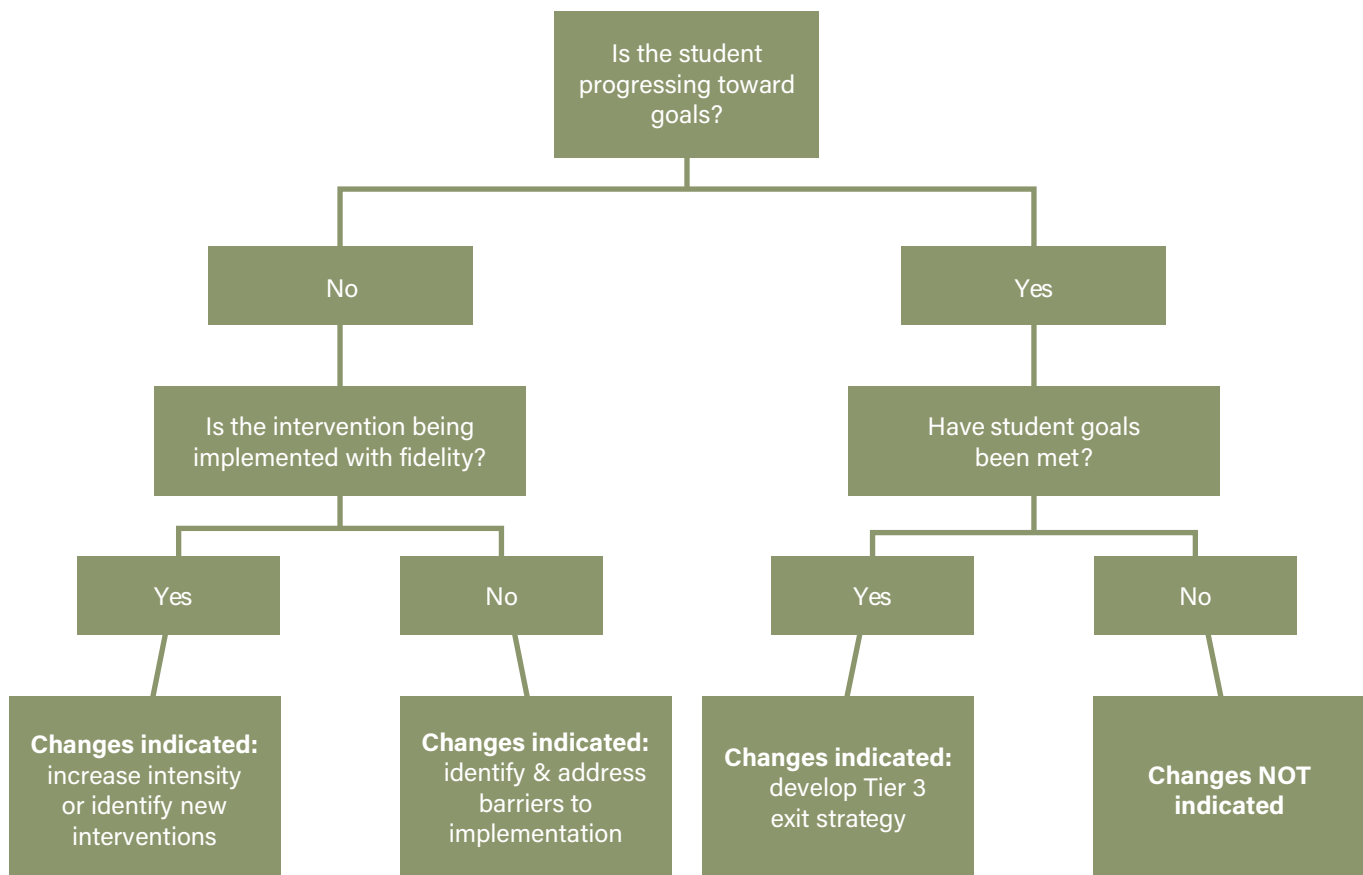 Is the student
progressing toward
goals?
No
Yes
Is the intervention being
implemented with fidelity?
Have student goals
been met?
Yes
No
Yes
No
Changes indicated:
increase intensity
or identify new
interventions
Changes indicated:
identify & address
barriers to
implementation
Changes indicated:
develop Tier 3
exit strategy
Changes NOT
indicated